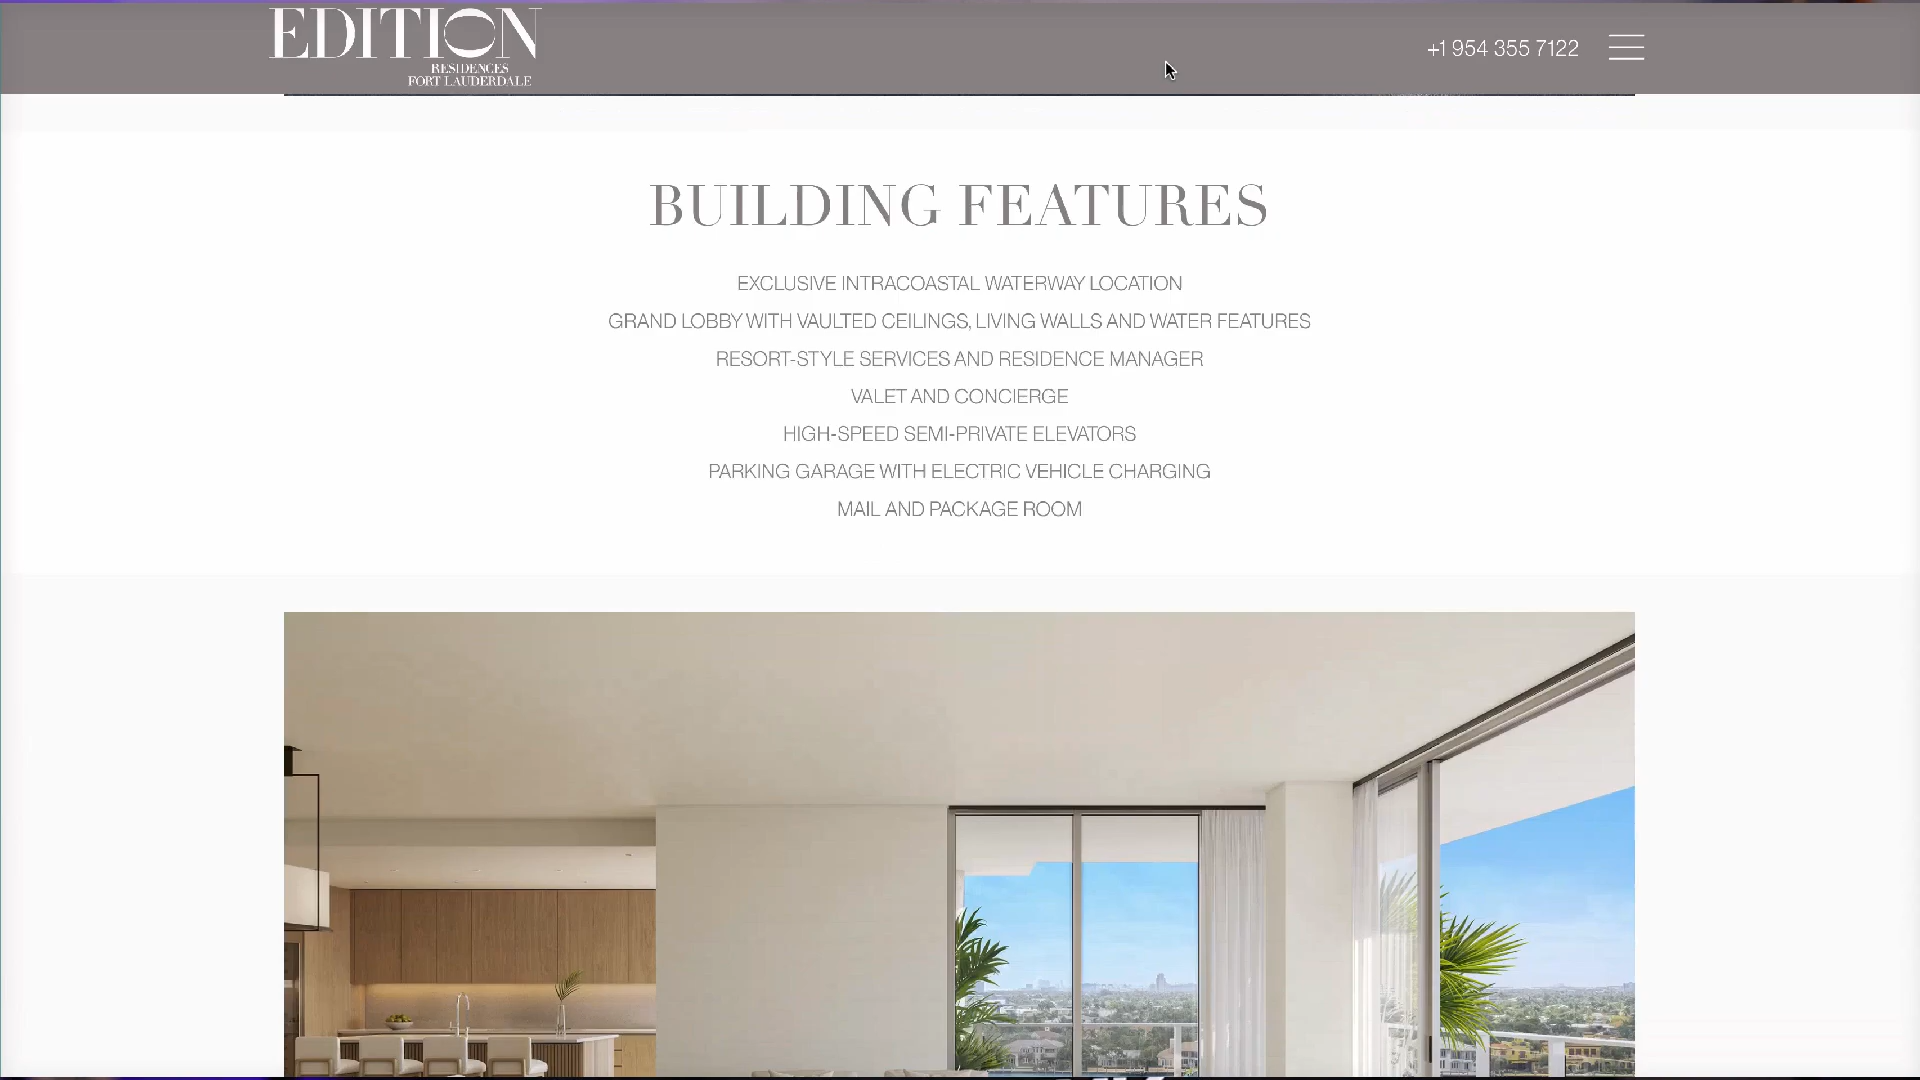 EDITION
RESIDENCES
FORT LAUDERDALE
+1 954 355 7122
BUILDING FEATURES
EXCLUSIVE INTRACOASTAL WATERWAY LOCATION
GRAND LOBBY WITH VAULTED CEILINGS, LIVING WALLS AND WATER FEATURES
RESORT-STYLE SERVICES AND RESIDENCE MANAGER
VALET AND CONCIERGE
HIGH-SPEED SEMI-PRIVATE ELEVATORS
PARKING GARAGE WITH ELECTRIC VEHICLE CHARGING
MAIL AND PACKAGE ROOM